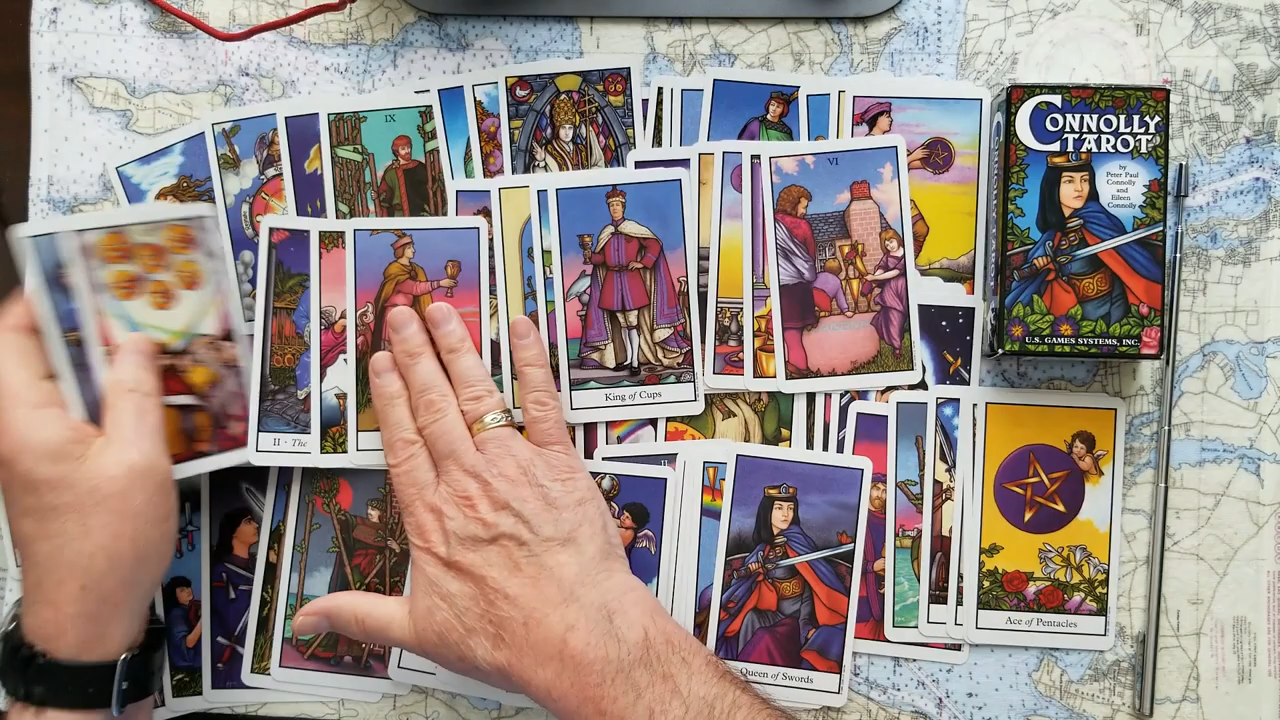 IX
VI
CONNOLLY
TAROT
by
Peter Paul
Connolly
and
Eileen
Connolly
U.S. GAMES SYSTEMS, INC.
King of Cups
II · The
II
Ace of Pentacles
Queen of Swords